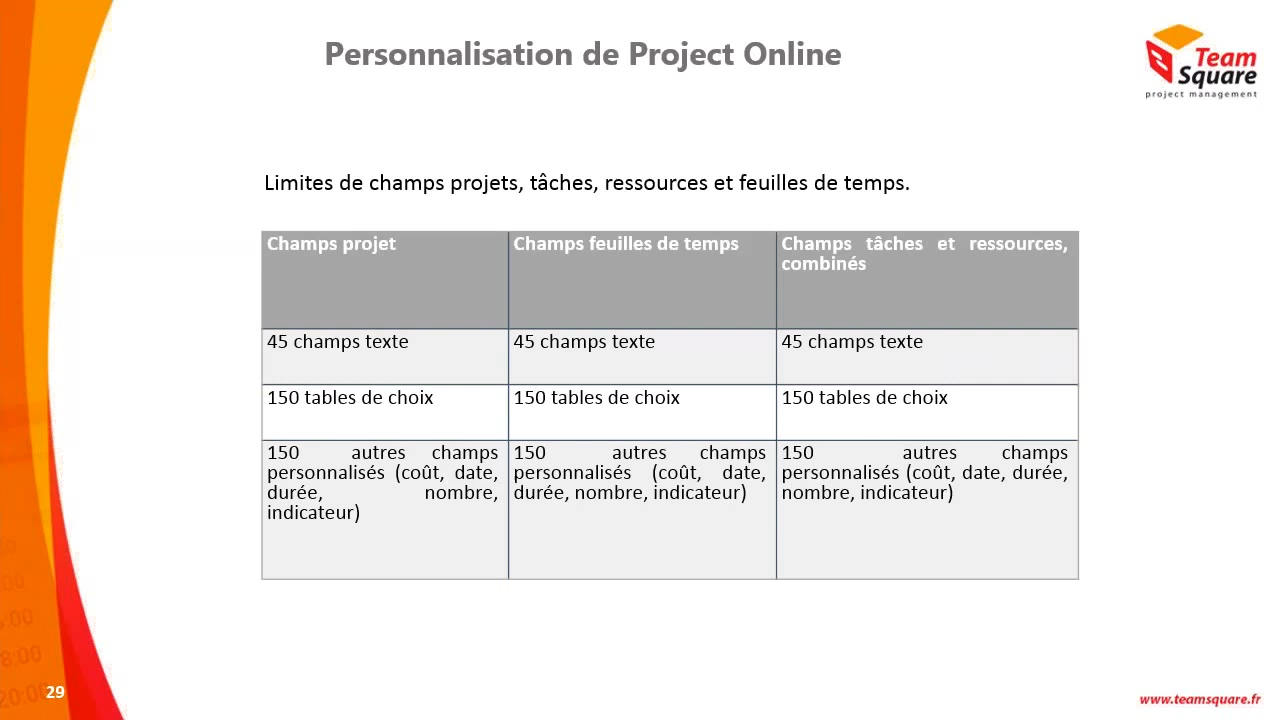 Personnalisation de Project Online
Team
Square
project management
Limites de champs projets, tâches, ressources et feuilles de temps.
Champs projet
Champs feuilles de temps
Champs tâches et ressources,
combinés
45 champs texte
45 champs texte
45 champs texte
150 tables de choix
150 tables de choix
150 tables de choix
150 autres champs
personnalisés (coût, date,
durée, nombre,
indicateur)
150 autres champs
personnalisés (coût, date,
durée, nombre, indicateur)
150 autres champs
personnalisés (coût, date, durée,
nombre, indicateur)
8:00
20:00
29
www.teamsquare.fr